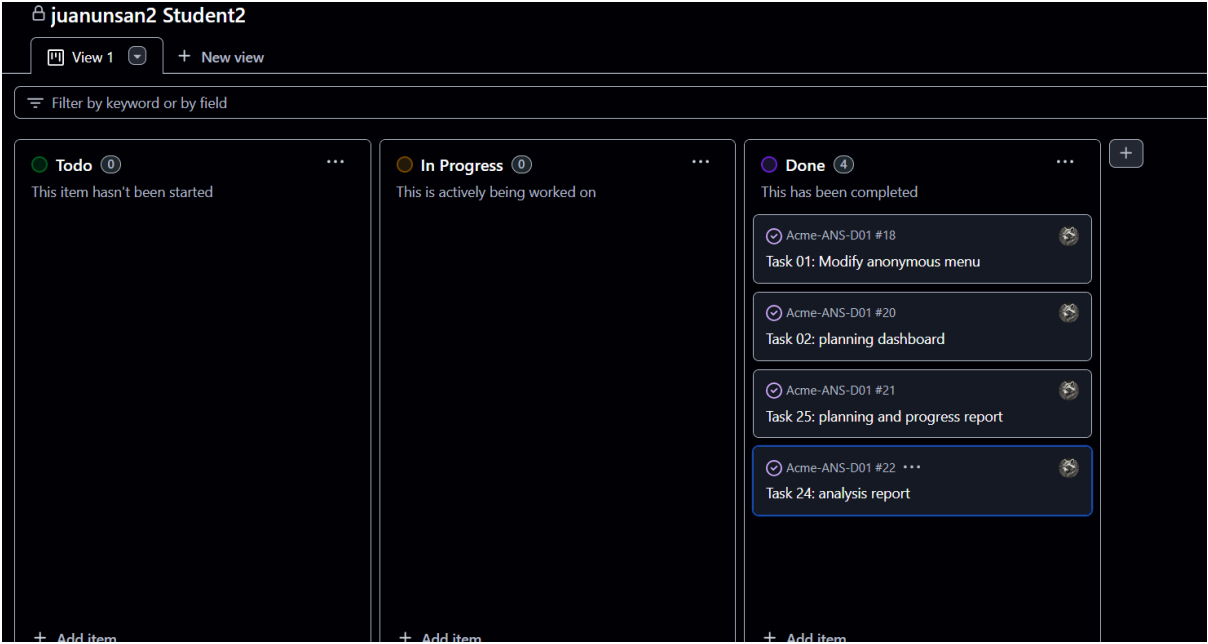 juanunsan2 Student2
View 1
New view
Filter by keyword or by field
Todo 0
This item hasn't been started
Add item
In Progress 0
This is actively being worked on
Add item
Done 4
This has been completed
Acme-ANS-D01 #18
Task 01: Modify anonymous menu
Acme-ANS-D01 #20
Task 02: planning dashboard
Acme-ANS-D01 #21
Task 25: planning and progress report
Acme-ANS-D01 #22
Task 24: analysis report
Add item